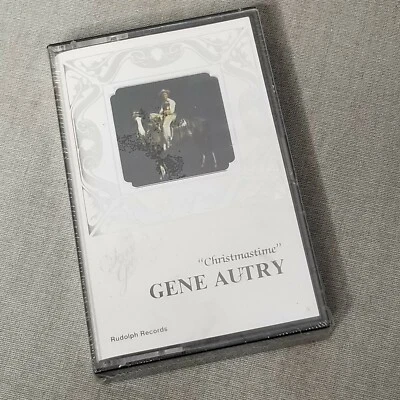 "Christmastime"
GENE AUTRY
Rudolph Records